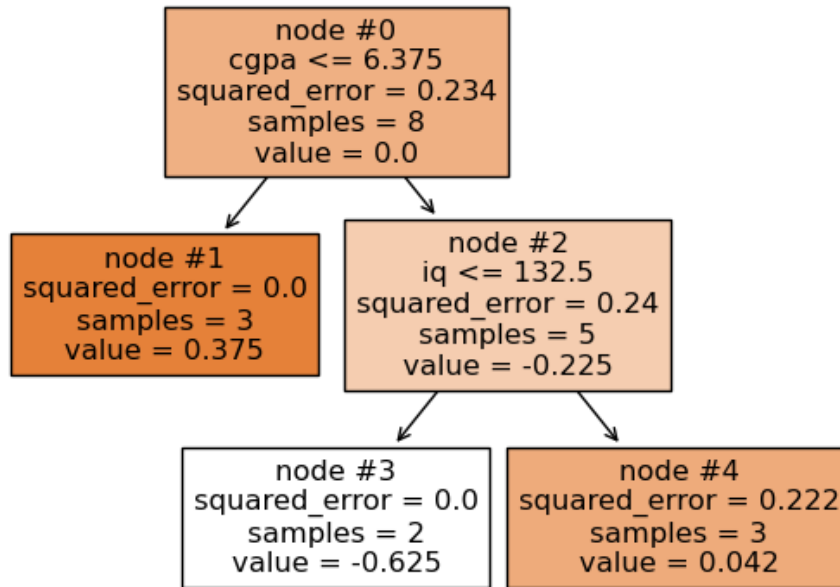 node #0
cgpa <= 6.375
squared_error = 0.234
samples = 8
value = 0.0
node #1
squared_error = 0.0
samples = 3
value = 0.375
node #2
iq <= 132.5
squared_error = 0.24
samples = 5
value = -0.225
node #3
squared_error = 0.0
samples = 2
value = -0.625
node #4
squared_error = 0.222
samples = 3
value = 0.042